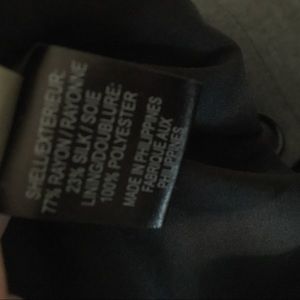 SHELL/EXTERIEUR:
77% RAYON / RAYONNE
23% SILK / SOIE
LINING/DOUBLURE:
100% POLYESTER
MADE IN PHILIPPINES
FABRIQUE AUX
PHILIPPINES